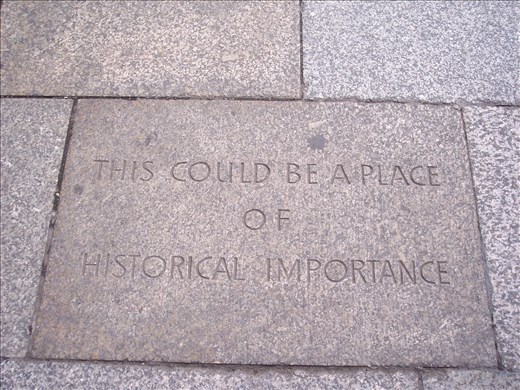 THIS COULD BE A PLACE
OF
HISTORICAL IMPORTANCE